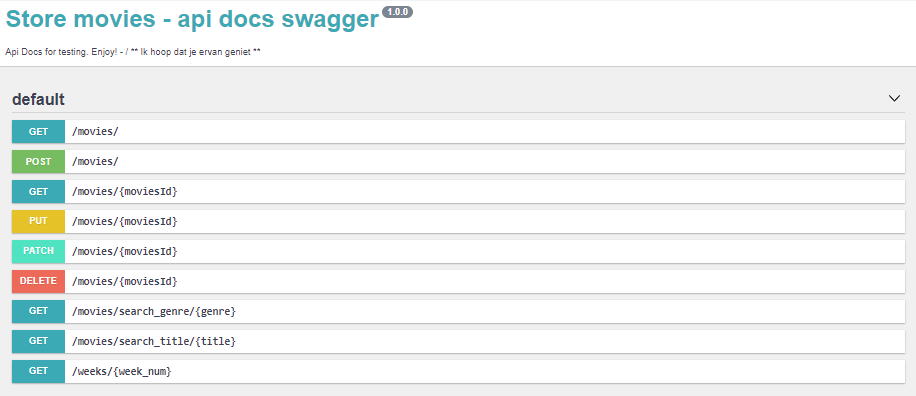 Store movies - api docs swagger 1.0.0
Api Docs for testing. Enjoy! - / ** Ik hoop dat je ervan geniet **
default
GET /movies/
POST /movies/
GET /movies/{moviesId}
PUT /movies/{moviesId}
PATCH /movies/{moviesId}
DELETE /movies/{moviesId}
GET /movies/search_genre/{genre}
GET /movies/search_title/{title}
GET /weeks/{week_num}